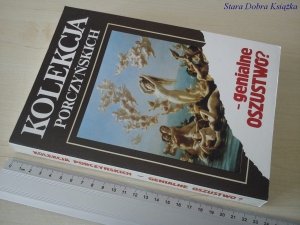 Stara Dobra Książka
KOLEKCJA
PORCZYŃSKICH
- genialne
OSZUSTWO?
KOLEKCJA PORCZYŃSKICH - GENIALNE OSZUSTWO?